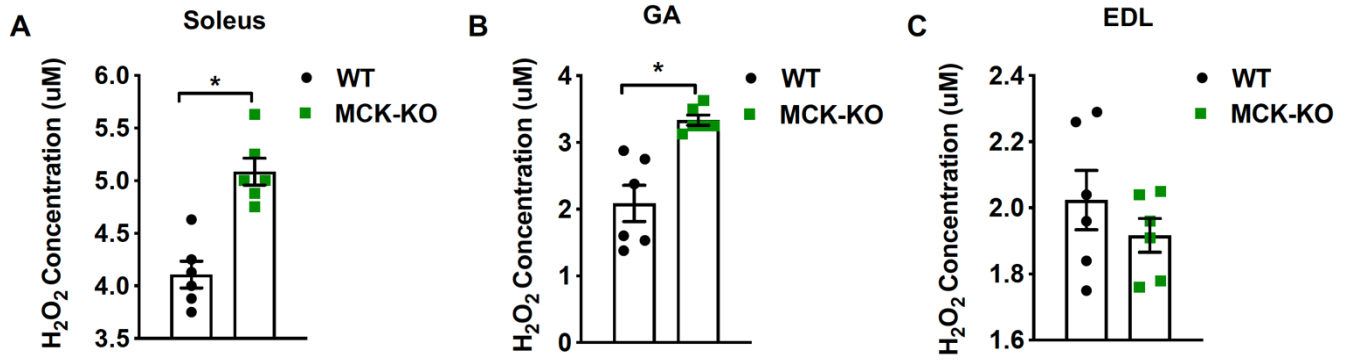 A
Soleus
H₂O₂ Concentration (uM)
6.0
5.5
5.0
4.5
4.0
3.5
*
WT
MCK-KO
B
GA
H₂O₂ Concentration (uM)
4
3
2
1
0
*
WT
MCK-KO
C
EDL
H₂O₂ Concentration (uM)
2.4
2.2
2.0
1.8
1.6
WT
MCK-KO